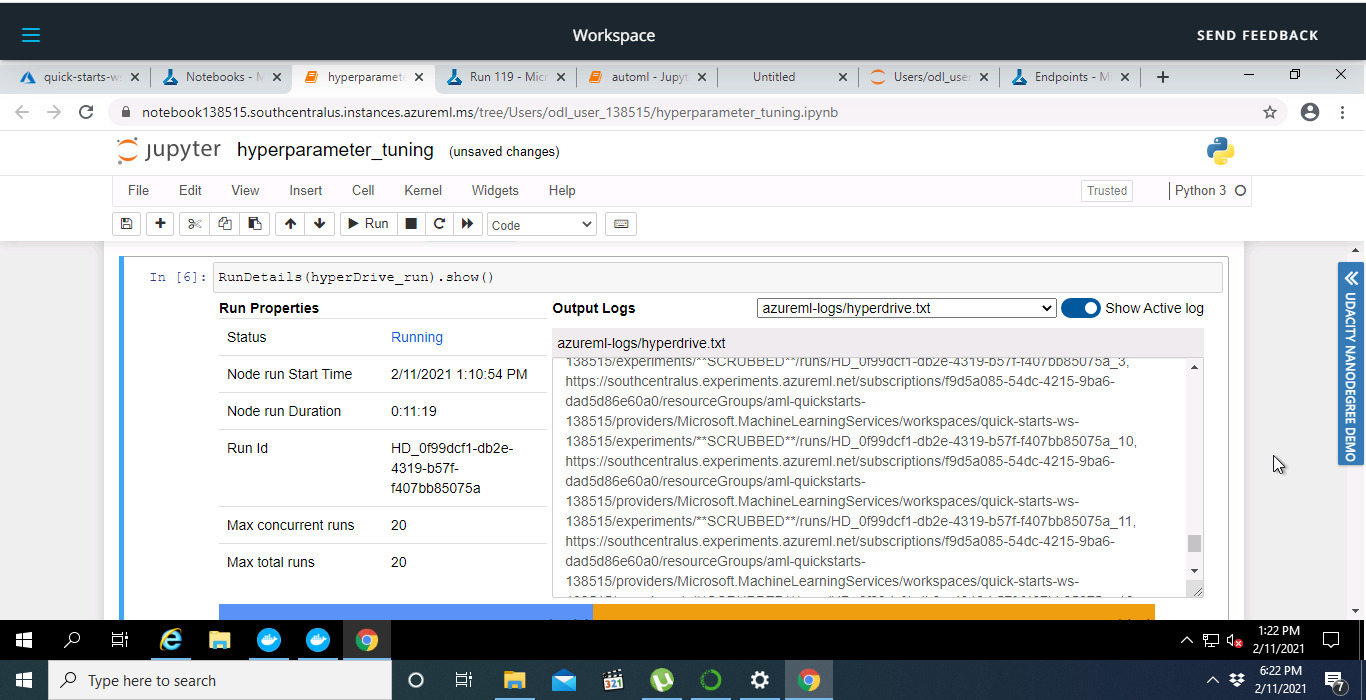 Workspace
SEND FEEDBACK
quick-starts-w
Notebooks - M
hyperparamete
Run 119 - Micr
automl - Jupyt
Untitled
Users/odl_use
Endpoints - M
notebook138515.southcentralus.instances.azureml.ms/tree/Users/odl_user_138515/hyperparameter_tuning.ipynb
jupyter hyperparameter_tuning (unsaved changes)
File Edit View Insert Cell Kernel Widgets Help
Trusted
Python 3
Run
Code
In [6]: RunDetails(hyperDrive_run).show()
Run Properties
Status Running
Node run Start Time 2/11/2021 1:10:54 PM
Node run Duration 0:11:19
Run Id HD_0f99dcf1-db2e-
4319-b57f-
f407bb85075a
Max concurrent runs 20
Max total runs 20
Output Logs
azureml-logs/hyperdrive.txt
Show Active log
azureml-logs/hyperdrive.txt
138515/experiments/**SCRUBBED**/runs/HD_0f99dcf1-db2e-4319-b57f-f407bb85075a_3,
https://southcentralus.experiments.azureml.net/subscriptions/f9d5a085-54dc-4215-9ba6-
dad5d86e60a0/resourceGroups/aml-quickstarts-
138515/providers/Microsoft.MachineLearningServices/workspaces/quick-starts-ws-
138515/experiments/**SCRUBBED**/runs/HD_0f99dcf1-db2e-4319-b57f-f407bb85075a_10,
https://southcentralus.experiments.azureml.net/subscriptions/f9d5a085-54dc-4215-9ba6-
dad5d86e60a0/resourceGroups/aml-quickstarts-
138515/providers/Microsoft.MachineLearningServices/workspaces/quick-starts-ws-
138515/experiments/**SCRUBBED**/runs/HD_0f99dcf1-db2e-4319-b57f-f407bb85075a_11,
https://southcentralus.experiments.azureml.net/subscriptions/f9d5a085-54dc-4215-9ba6-
dad5d86e60a0/resourceGroups/aml-quickstarts-
138515/providers/Microsoft.MachineLearningServices/workspaces/quick-starts-ws-
UDACITY NANODEGREE DEMO
1:22 PM
2/11/2021
Type here to search
321
6:22 PM
2/11/2021
7